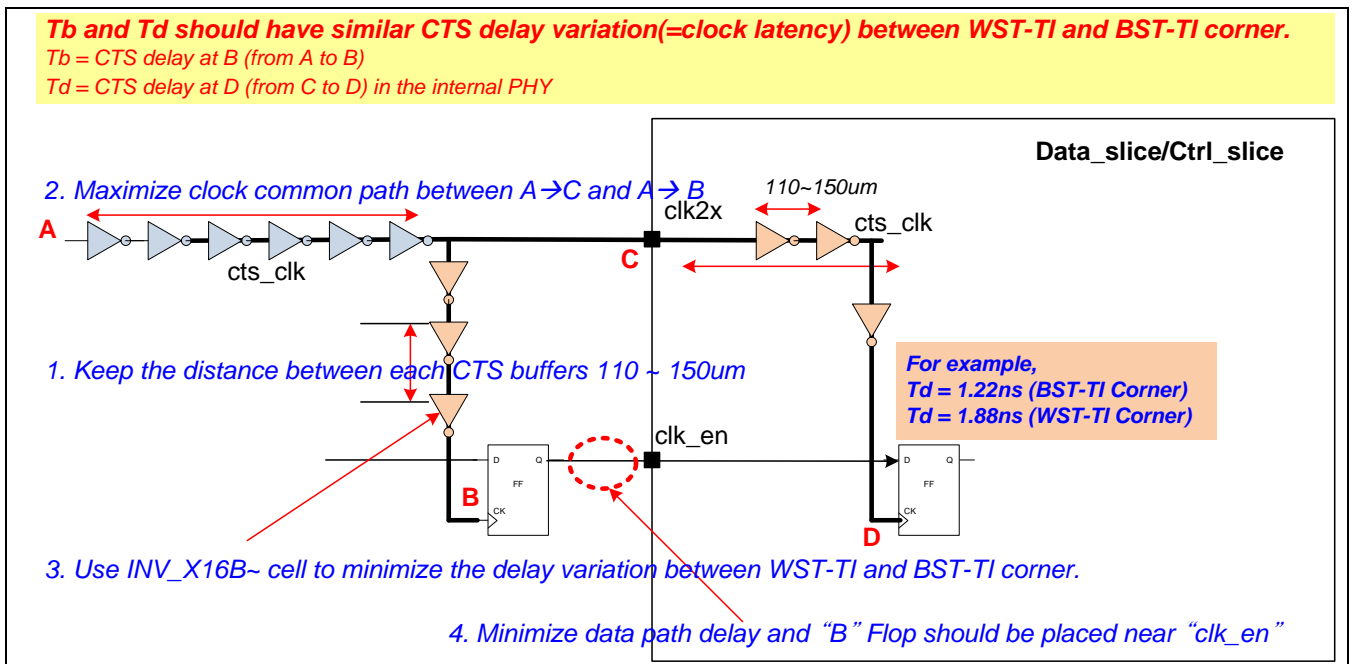 Tb and Td should have similar CTS delay variation(=clock latency) between WST-TI and BST-TI corner.
Tb = CTS delay at B (from A to B)
Td = CTS delay at D (from C to D) in the internal PHY
Data_slice/Ctrl_slice
2. Maximize clock common path between A→C and A→ B
110~150um
clk2x
cts_clk
A
C
cts_clk
1. Keep the distance between each CTS buffers 110 ~ 150um
For example,
Td = 1.22ns (BST-TI Corner)
Td = 1.88ns (WST-TI Corner)
clk_en
D Q
FF
CK
B
D Q
FF
CK
D
3. Use INV_X16B~ cell to minimize the delay variation between WST-TI and BST-TI corner.
4. Minimize data path delay and “B” Flop should be placed near “clk_en”